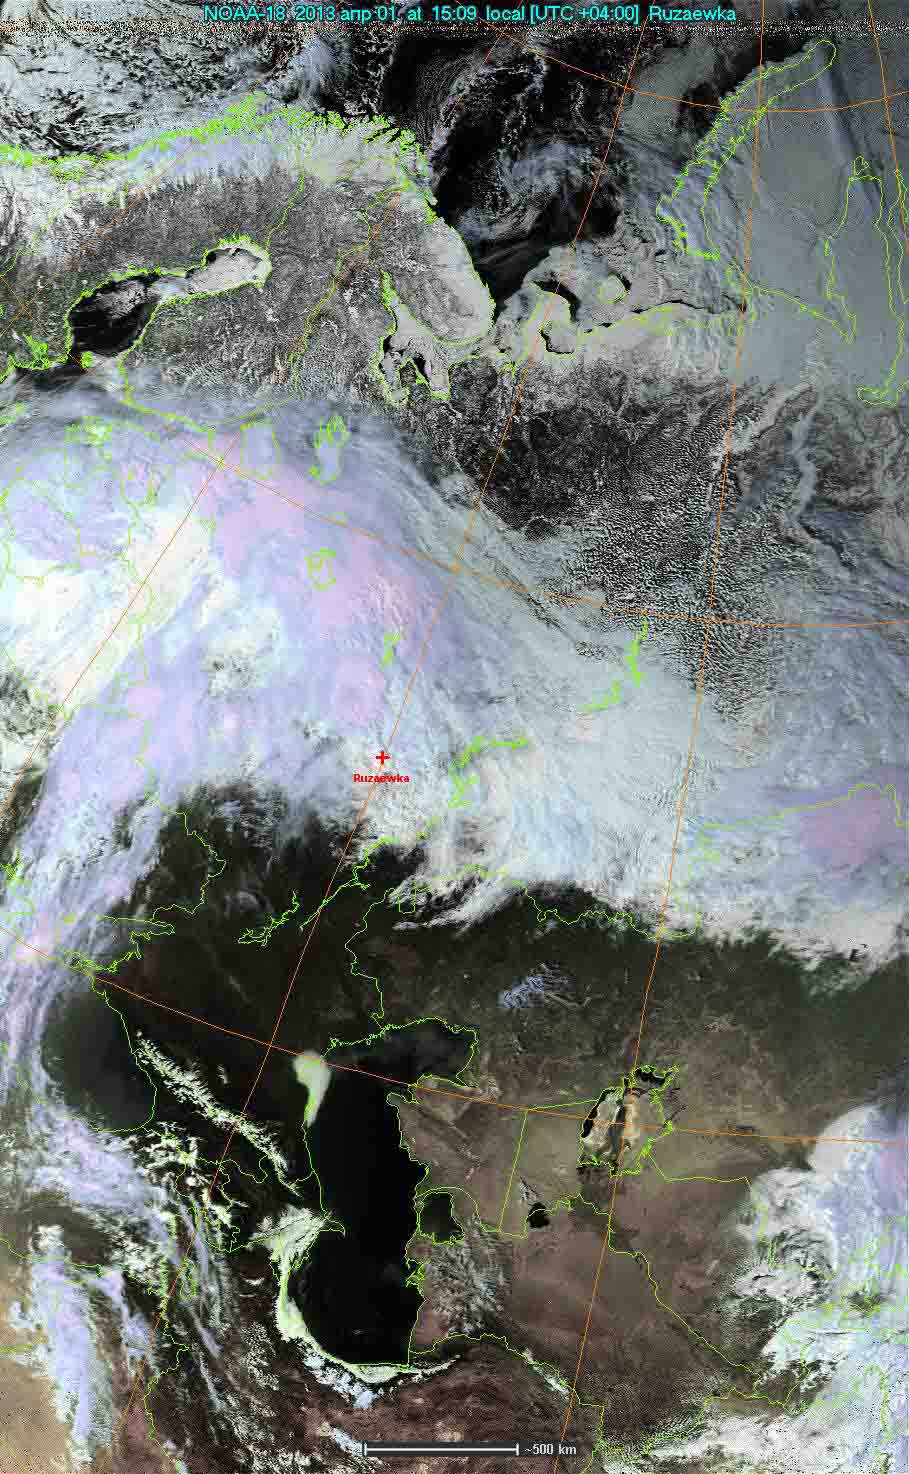 NOAA-18 2013 апр 01 at 15:09 local [UTC +04:00] Ruzaewka
Ruzaewka
~500 km